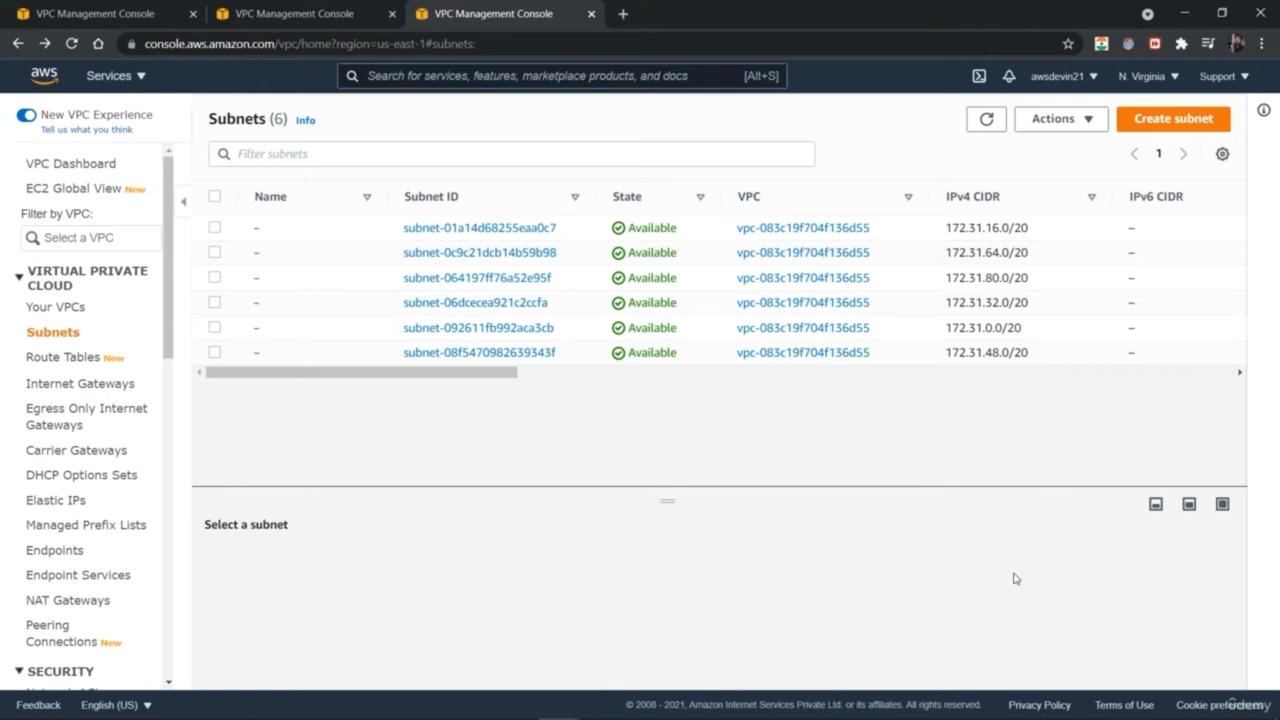 VPC Management Console
VPC Management Console
VPC Management Console
console.aws.amazon.com/vpc/home?region=us-east-1#subnets:
aws
Services
Search for services, features, marketplace products, and docs
[Alt+S]
awsdevin21
N. Virginia
Support
New VPC Experience
Tell us what you think
VPC Dashboard
EC2 Global View New
Filter by VPC:
Select a VPC
VIRTUAL PRIVATE
CLOUD
Your VPCs
Subnets
Route Tables New
Internet Gateways
Egress Only Internet
Gateways
Carrier Gateways
DHCP Options Sets
Elastic IPs
Managed Prefix Lists
Endpoints
Endpoint Services
NAT Gateways
Peering
Connections New
SECURITY
Subnets (6) Info
Actions
Create subnet
Filter subnets
1
Name Subnet ID State VPC IPv4 CIDR IPv6 CIDR
– subnet-01a14d68255eaa0c7 Available vpc-083c19f704f136d55 172.31.16.0/20 –
– subnet-0c9c21dcb14b59b98 Available vpc-083c19f704f136d55 172.31.64.0/20 –
– subnet-064197ff76a52e95f Available vpc-083c19f704f136d55 172.31.80.0/20 –
– subnet-06dcecea921c2ccfa Available vpc-083c19f704f136d55 172.31.32.0/20 –
– subnet-092611fb992aca3cb Available vpc-083c19f704f136d55 172.31.0.0/20 –
– subnet-08f5470982639343f Available vpc-083c19f704f136d55 172.31.48.0/20 –
Select a subnet
Feedback
English (US)
© 2008 - 2021, Amazon Internet Services Private Ltd. or its affiliates. All rights reserved.
Privacy Policy
Terms of Use
Cookie preferences
Udemy